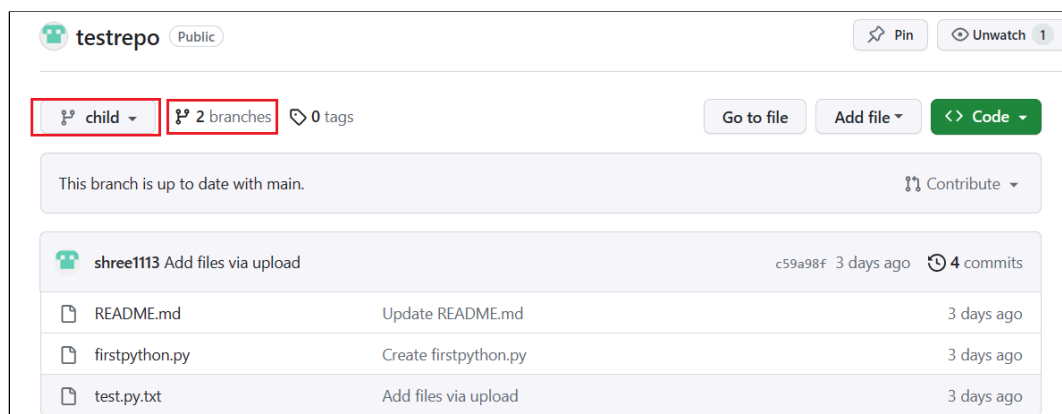 testrepo Public Pin Unwatch 1
child 2 branches 0 tags Go to file Add file <> Code
This branch is up to date with main. Contribute
shree1113 Add files via upload c59a98f 3 days ago 4 commits
README.md Update README.md 3 days ago
firstpython.py Create firstpython.py 3 days ago
test.py.txt Add files via upload 3 days ago